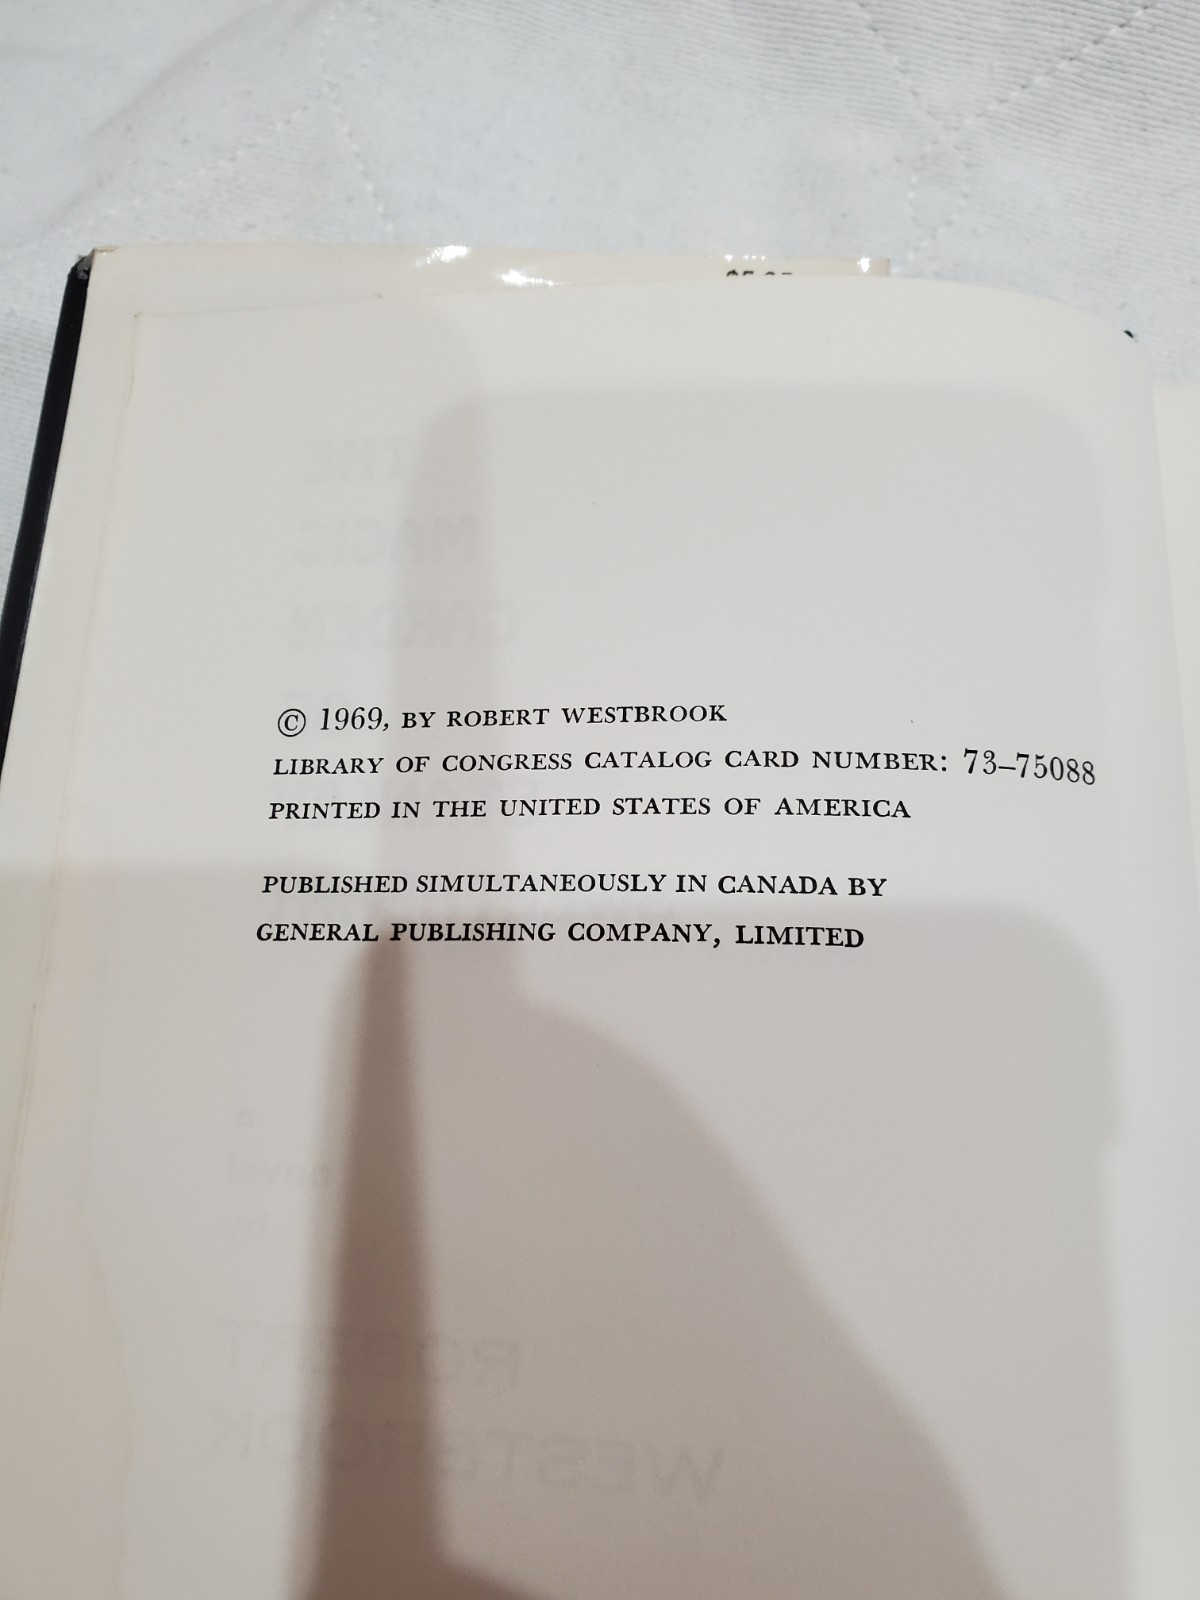 © 1969, BY ROBERT WESTBROOK
LIBRARY OF CONGRESS CATALOG CARD NUMBER: 73–75088
PRINTED IN THE UNITED STATES OF AMERICA
PUBLISHED SIMULTANEOUSLY IN CANADA BY
GENERAL PUBLISHING COMPANY, LIMITED